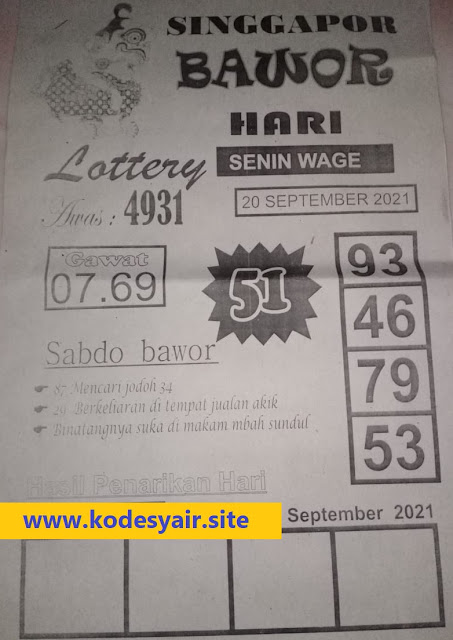 SINGGAPOR
BAWOR
HARI
Lottery
SENIN WAGE
Awas : 4931
20 SEPTEMBER 2021
Gawat
07.69
51
93
46
79
53
Sabdo bawor
87 Mencari jodoh 34
29 Berkeliaran di tempat jualan akik
Binatangnya suka di makam mbah sundul
Hasil Penarikan Hari
www.kodesyair.site
September 2021